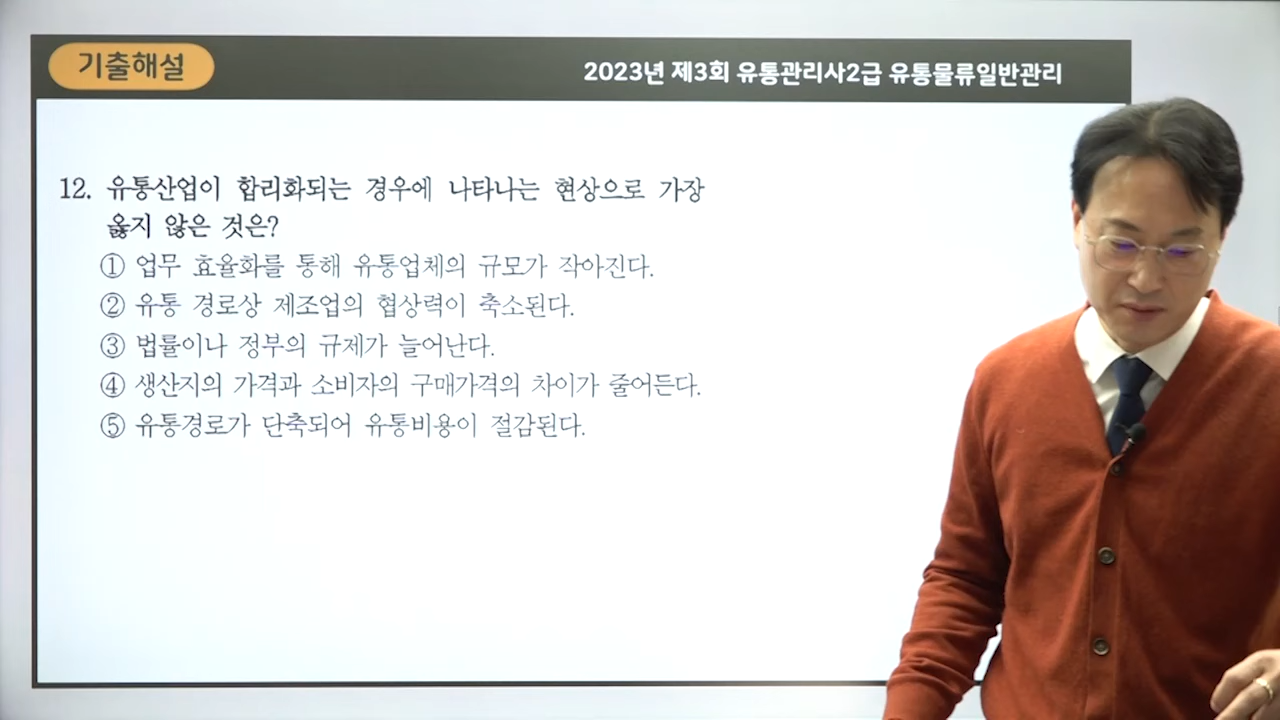 기출해설
2023년 제3회 유통관리사2급 유통물류일반관리
12. 유통산업이 합리화되는 경우에 나타나는 현상으로 가장
옳지 않은 것은?
① 업무 효율화를 통해 유통업체의 규모가 작아진다.
② 유통 경로상 제조업의 협상력이 축소된다.
③ 법률이나 정부의 규제가 늘어난다.
④ 생산지의 가격과 소비자의 구매가격의 차이가 줄어든다.
⑤ 유통경로가 단축되어 유통비용이 절감된다.